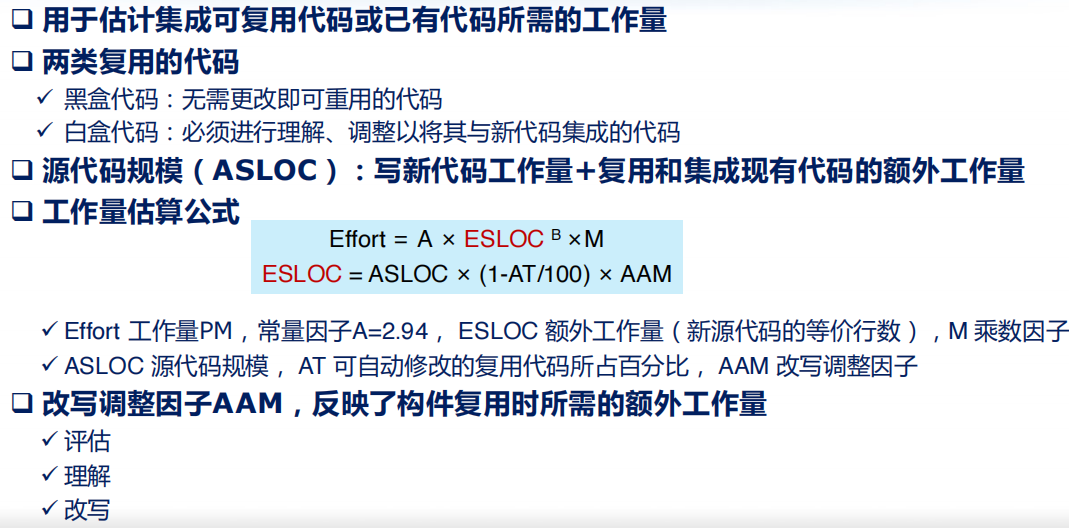 ❑ 用于估计集成可复用代码或已有代码所需的工作量
❑ 两类复用的代码
✓ 黑盒代码：无需更改即可重用的代码
✓ 白盒代码：必须进行理解、调整以将其与新代码集成的代码
❑ 源代码规模（ASLOC）: 写新代码工作量+复用和集成现有代码的额外工作量
❑ 工作量估算公式
Effort = A × ESLOC ᴮ ×M
ESLOC = ASLOC × (1-AT/100) × AAM
✓ Effort 工作量PM，常量因子A=2.94， ESLOC 额外工作量（新源代码的等价行数）, M 乘数因子
✓ ASLOC 源代码规模， AT 可自动修改的复用代码所占百分比， AAM 改写调整因子
❑ 改写调整因子AAM，反映了构件复用时所需的额外工作量
✓ 评估
✓ 理解
✓ 改写